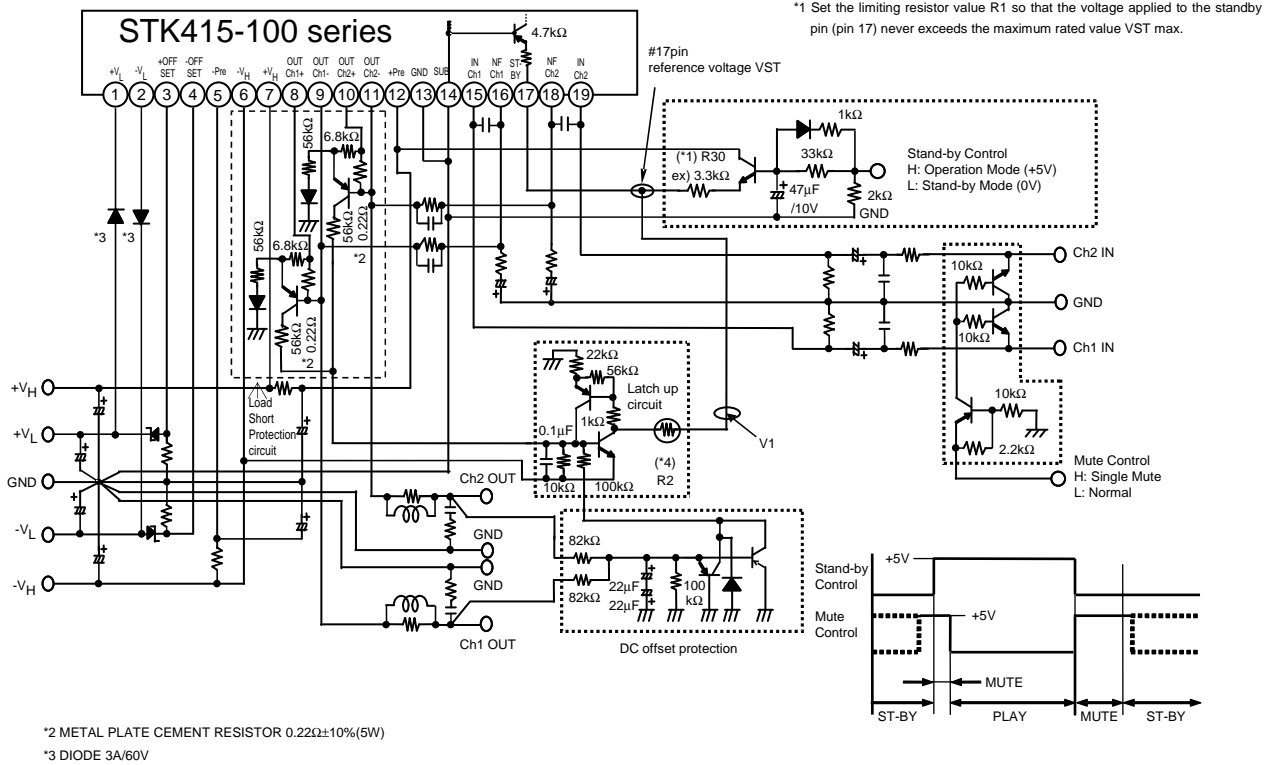 *1 Set the limiting resistor value R1 so that the voltage applied to the standby
pin (pin 17) never exceeds the maximum rated value VST max.
STK415-100 series
4.7kΩ
#17pin
reference voltage VST
+VL
-VL
+OFF
SET
-OFF
SET
-Pre
-VH
+VH
OUT
Ch1+
OUT
Ch1-
OUT
Ch2+
OUT
Ch2-
+Pre
GND
SUB
IN
Ch1
NF
Ch1
ST-
BY
NF
Ch2
IN
Ch2
1 2 3 4 5 6 7 8 9 10 11 12 13 14 15 16 17 18 19
56kΩ
6.8kΩ
56kΩ
0.22Ω
*2
56kΩ
6.8kΩ
56kΩ
0.22Ω
*2
*3
*3
(*1) R30
ex) 3.3kΩ
1kΩ
33kΩ
47µF
/10V
2kΩ
GND
Stand-by Control
H: Operation Mode (+5V)
L: Stand-by Mode (0V)
Ch2 IN
10kΩ
GND
10kΩ
Ch1 IN
10kΩ
2.2kΩ
Mute Control
H: Single Mute
L: Normal
+VH
+VL
GND
-VL
-VH
Load
Short
Protection
circuit
22kΩ
56kΩ
Latch up
circuit
1kΩ
0.1µF
10kΩ
100kΩ
(*4)
R2
V1
Ch2 OUT
GND
GND
Ch1 OUT
82kΩ
82kΩ
22µF
22µF
100
kΩ
DC offset protection
Stand-by
Control
+5V
Mute
Control
+5V
MUTE
ST-BY
PLAY
MUTE
ST-BY
*2 METAL PLATE CEMENT RESISTOR 0.22Ω±10%(5W)
*3 DIODE 3A/60V